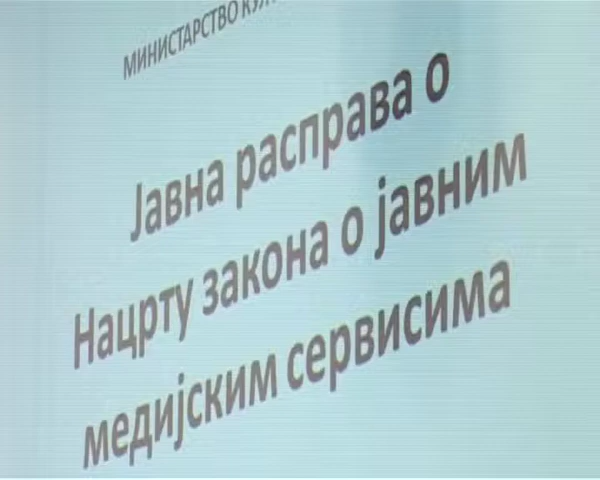 МИНИСТАРСТВО
Јавна расправа о
Нацрту закона о јавним
медијским сервисима